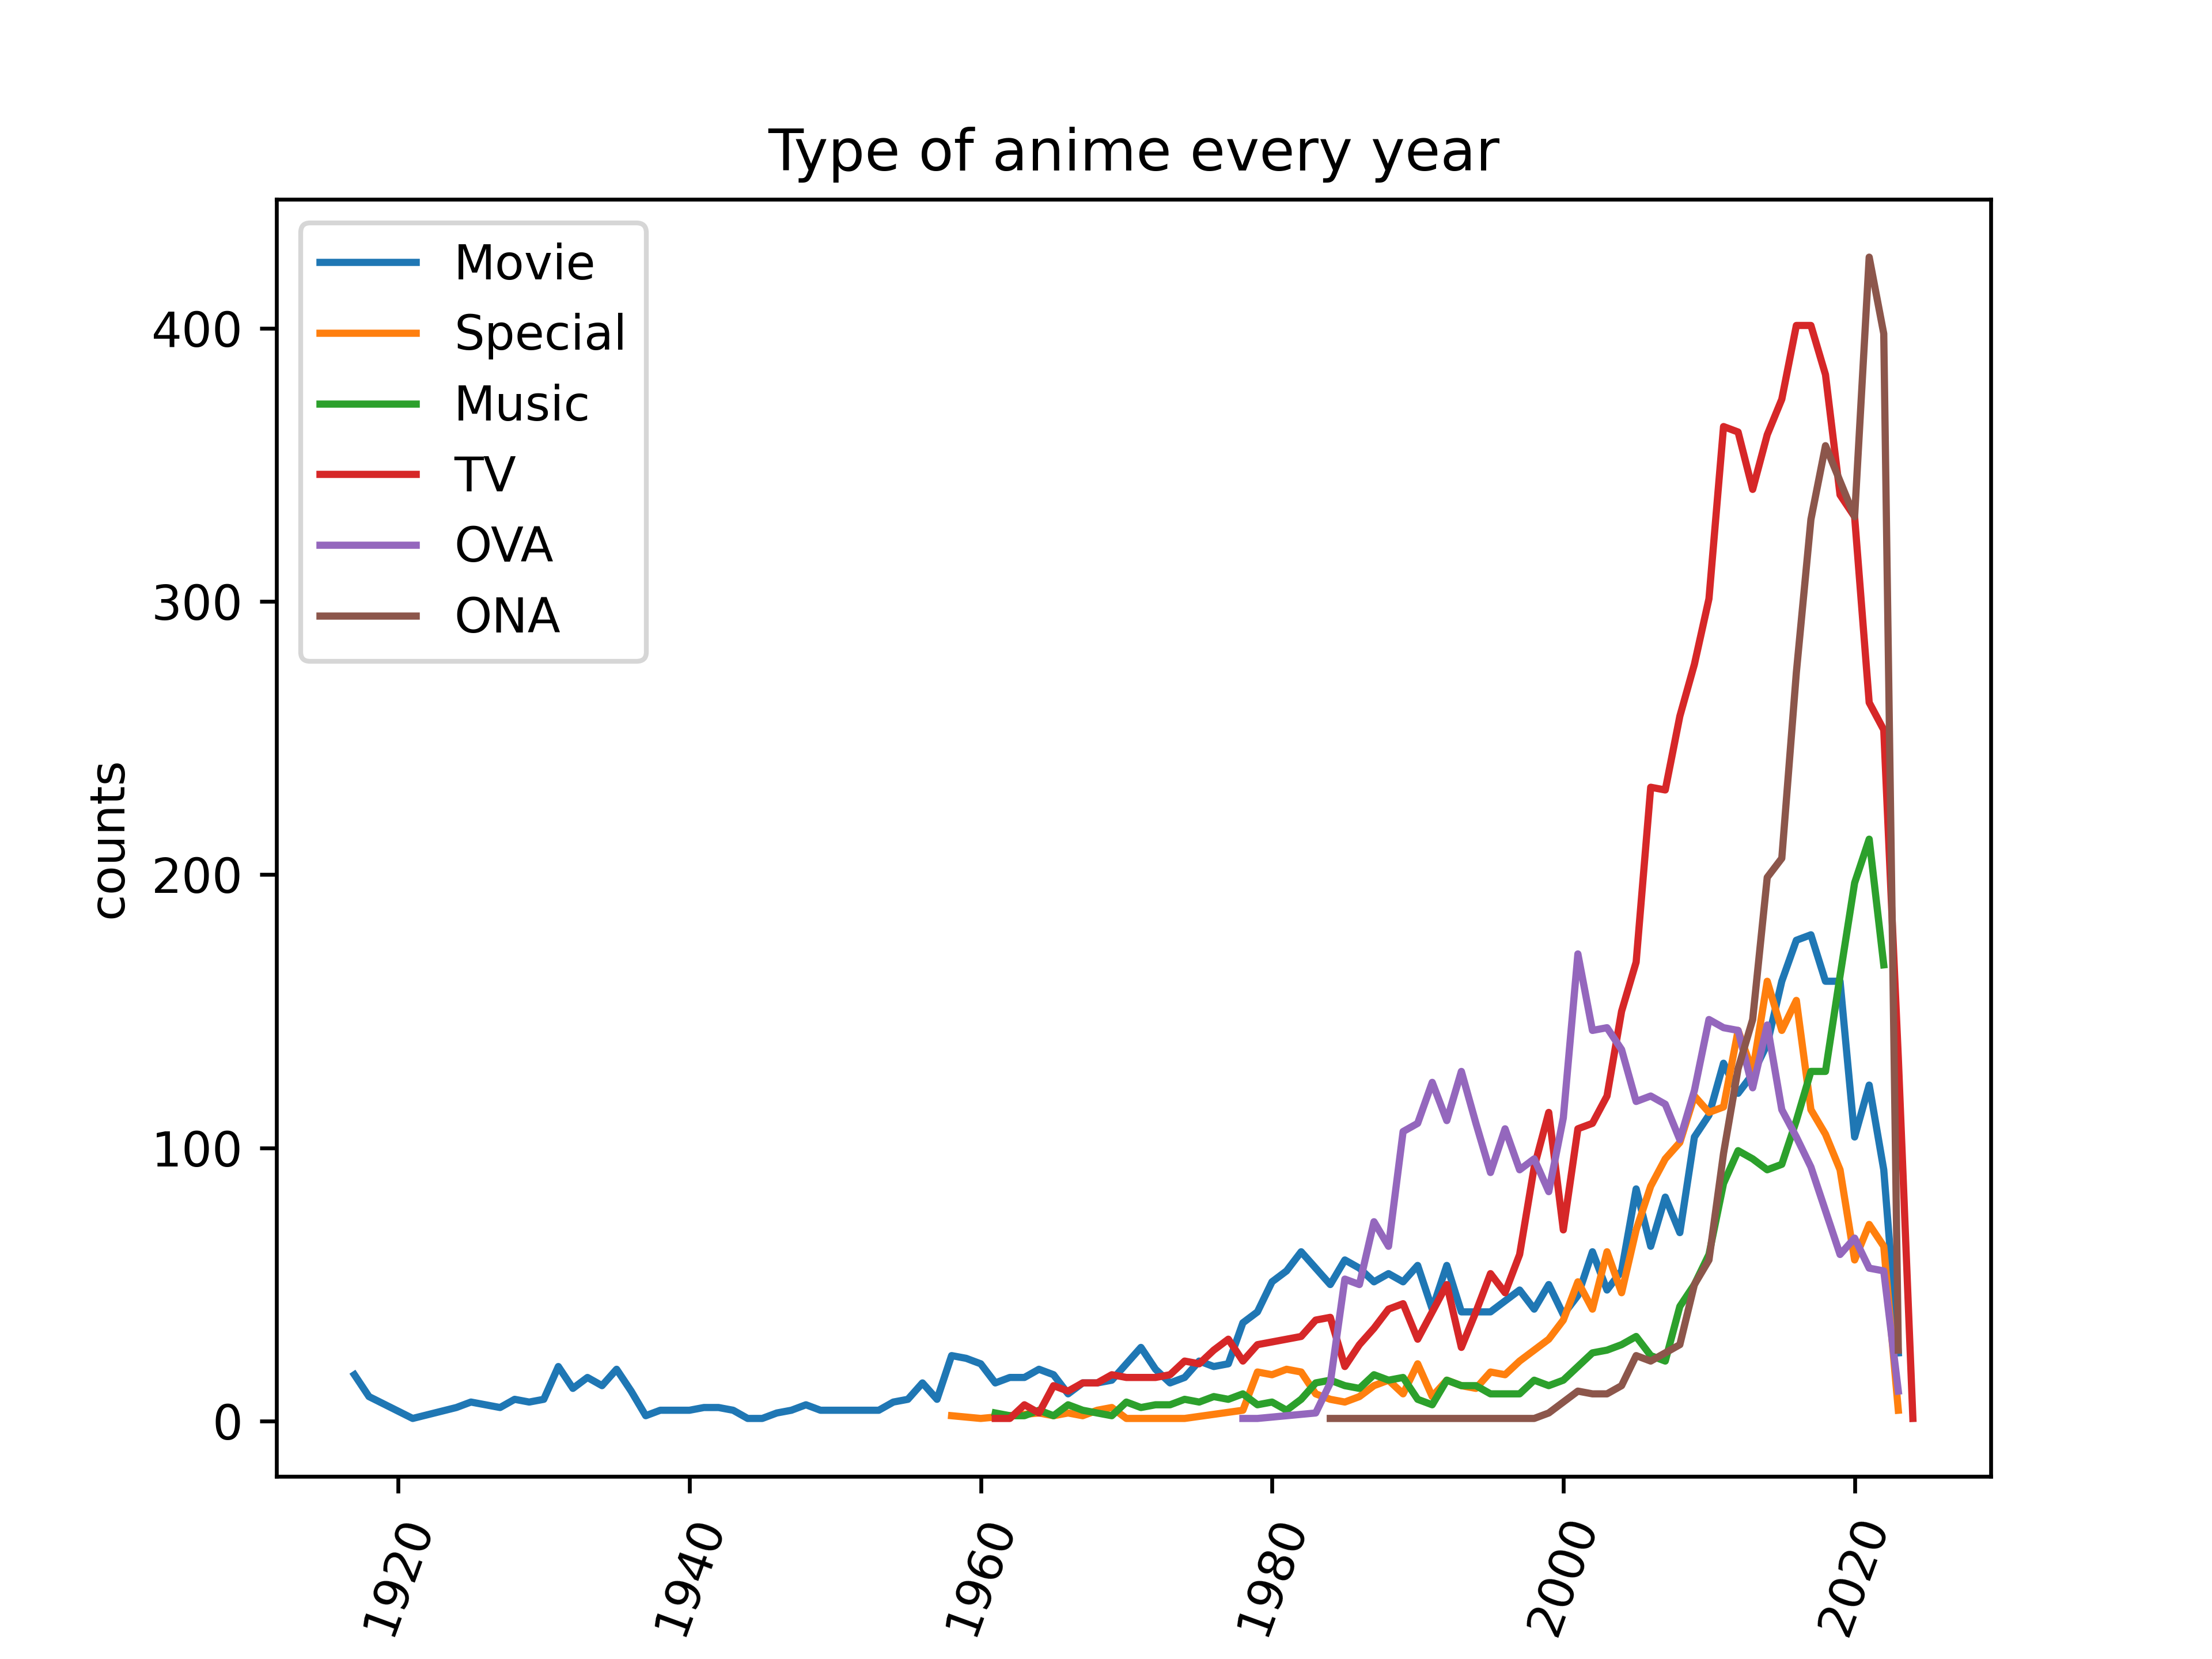 Type of anime every year
Movie
Special
Music
TV
OVA
ONA
counts
400
300
200
100
0
1920
1940
1960
1980
2000
2020